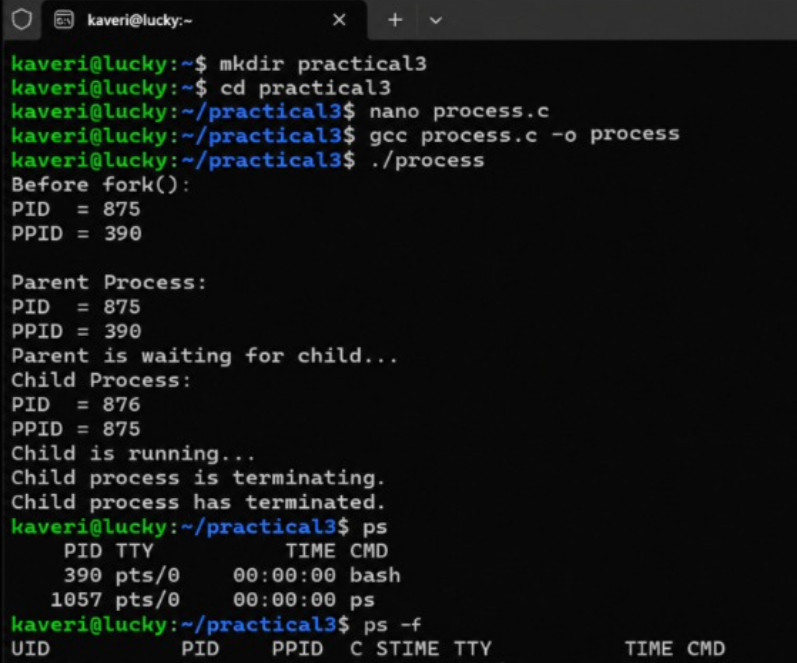 kaveri@lucky:~
kaveri@lucky:~$ mkdir practical3
kaveri@lucky:~$ cd practical3
kaveri@lucky:~/practical3$ nano process.c
kaveri@lucky:~/practical3$ gcc process.c -o process
kaveri@lucky:~/practical3$ ./process
Before fork():
PID  = 875
PPID = 390

Parent Process:
PID  = 875
PPID = 390
Parent is waiting for child...
Child Process:
PID  = 876
PPID = 875
Child is running...
Child process is terminating.
Child process has terminated.
kaveri@lucky:~/practical3$ ps
    PID TTY          TIME CMD
    390 pts/0    00:00:00 bash
   1057 pts/0    00:00:00 ps
kaveri@lucky:~/practical3$ ps -f
UID          PID    PPID  C STIME TTY          TIME CMD